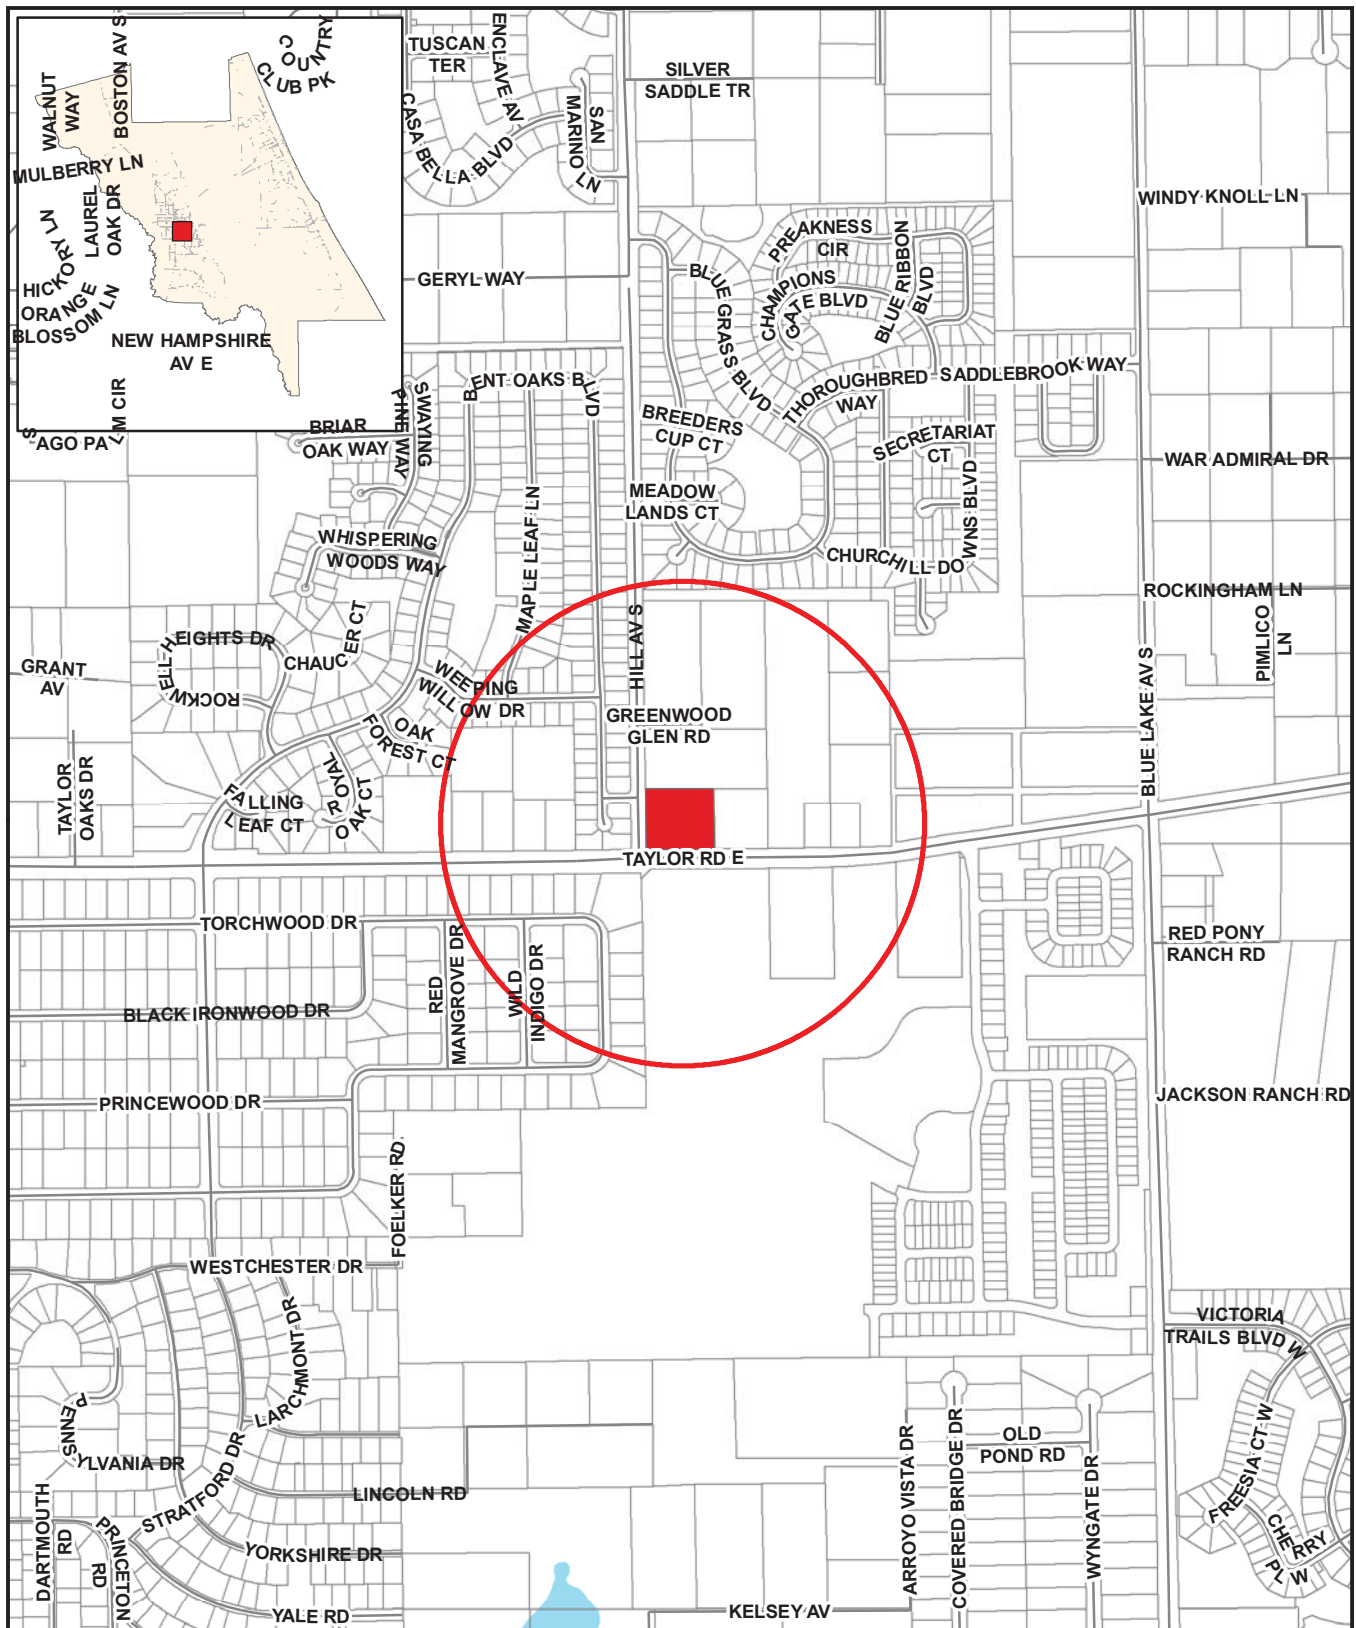 TUSCAN
TER
ENCLAVE AV
CASA BELLA BLVD
SAN
MARINO LN
SILVER
SADDLE TR
COUNTRY
CLUB PK
BOSTON AV S
WALNUT
WAY
MULBERRY LN
LAUREL
OAK DR
HICKORY LN
ORANGE
BLOSSOM LN
NEW HAMPSHIRE
AV E
LM CIR
S
AGO PA
WINDY KNOLL LN
GERYL WAY
PREAKNESS
CIR
BLUE RIBBON
BLVD
CHAMPIONS
GATE BLVD
BLUE GRASS BLVD
THOROUGHBRED
WAY
SADDLEBROOK WAY
BENT OAKS BLVD
SWAYING
PINE WAY
BRIAR
OAK WAY
BREEDERS
CUP CT
SECRETARIAT
CT
WAR ADMIRAL DR
MEADOW
LANDS CT
MAPLE LEAF LN
WHISPERING
WOODS WAY
CHURCHILL DOWNS BLVD
ROCKINGHAM LN
PIMLICO
LN
HILL AV S
BLUE LAKE AV S
CHAUCER CT
ROCKWELL HEIGHTS DR
GRANT
AV
WEEPING
WILLOW DR
GREENWOOD
GLEN RD
OAK
FOREST CT
TAYLOR
OAKS DR
FALLING
LEAF CT
ROYAL
OAK CT
TAYLOR RD E
TORCHWOOD DR
RED
MANGROVE DR
WILD
INDIGO DR
RED PONY
RANCH RD
BLACK IRONWOOD DR
PRINCEWOOD DR
JACKSON RANCH RD
FOELKER RD
WESTCHESTER DR
LARCHMONT DR
VICTORIA
TRAILS BLVD W
PENNSYLVANIA DR
STRATFORD DR
LINCOLN RD
YORKSHIRE DR
YALE RD
DARTMOUTH
RD
PRINCETON
RD
ARROYO VISTA DR
COVERED BRIDGE DR
OLD
POND RD
WYNGATE DR
KELSEY AV
FREESIA CT W
CHERRY
PL W